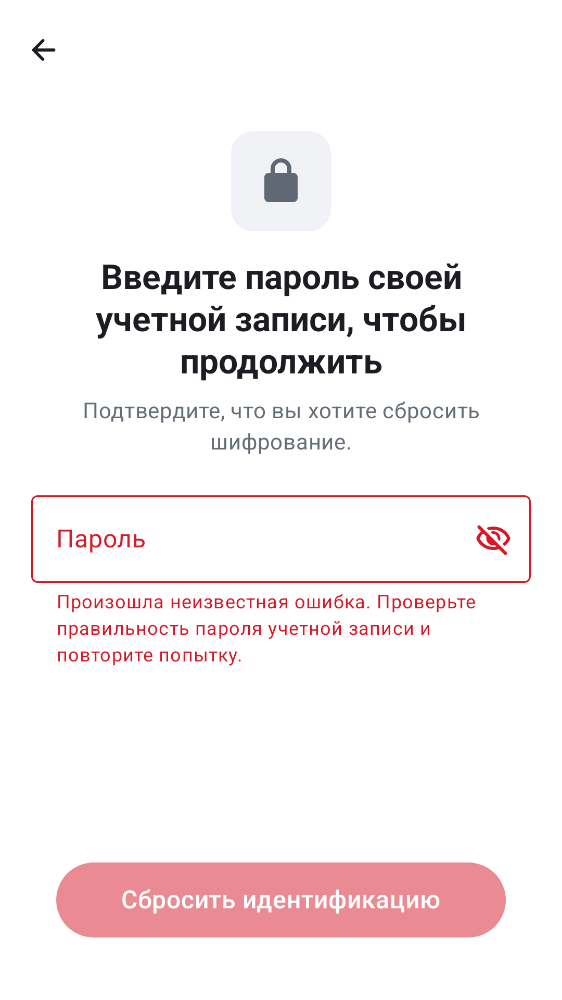 Введите пароль своей
учетной записи, чтобы
продолжить
Подтвердите, что вы хотите сбросить
шифрование.
Пароль
Произошла неизвестная ошибка. Проверьте
правильность пароля учетной записи и
повторите попытку.
Сбросить идентификацию